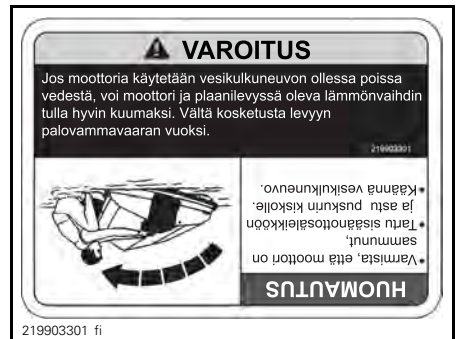 VAROITUS
Jos moottoria käytetään vesikulkuneuvon ollessa poissa
vedestä, voi moottori ja plaanilevyssä oleva lämmönvaihdin
tulla hyvin kuumaksi. Vältä kosketusta levyyn
palovammavaaran vuoksi.
219903301
HUOMAUTUS
•Varmista, että moottori on
sammunut,
•Tartu sisäänottosäleikköön
ja astu puskurin kiskolle.
•Käännä vesikulkuneuvo.
219903301 fi